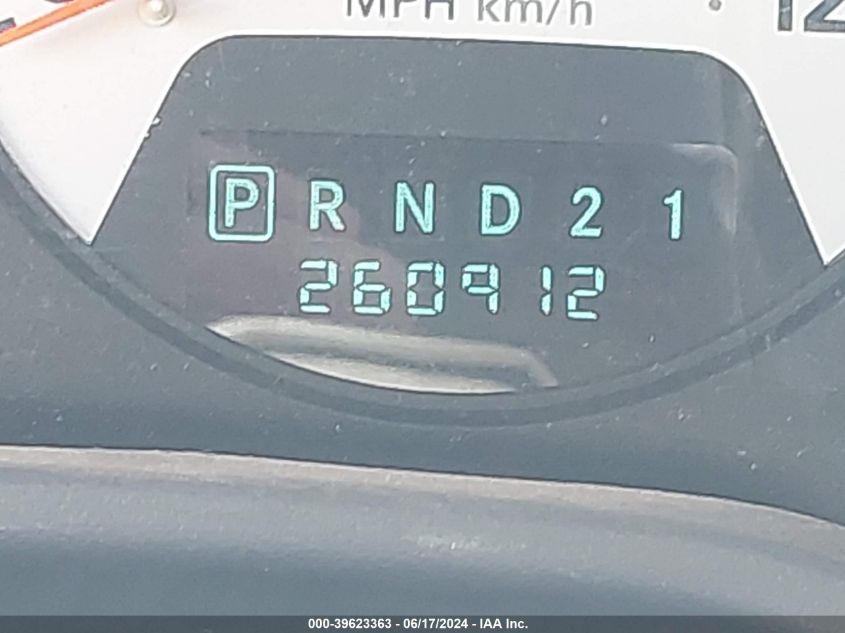 MPH km/h
P R N D 2 1
260912
000-39623363 - 06/17/2024 - IAA Inc.